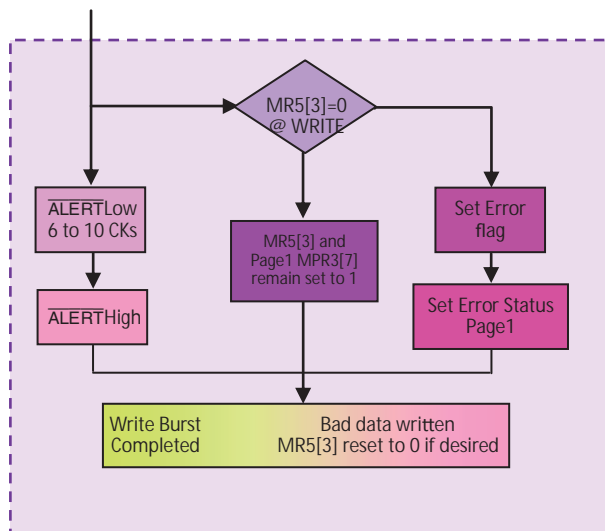 MR5[3]=0
@ WRITE
ALERT Low
6 to 10 CKs
MR5[3] and
Page1 MPR3[7]
remain set to 1
Set Error
flag
ALERT High
Set Error Status
Page1
Write Burst
Completed
Bad data written
MR5[3] reset to 0 if desired